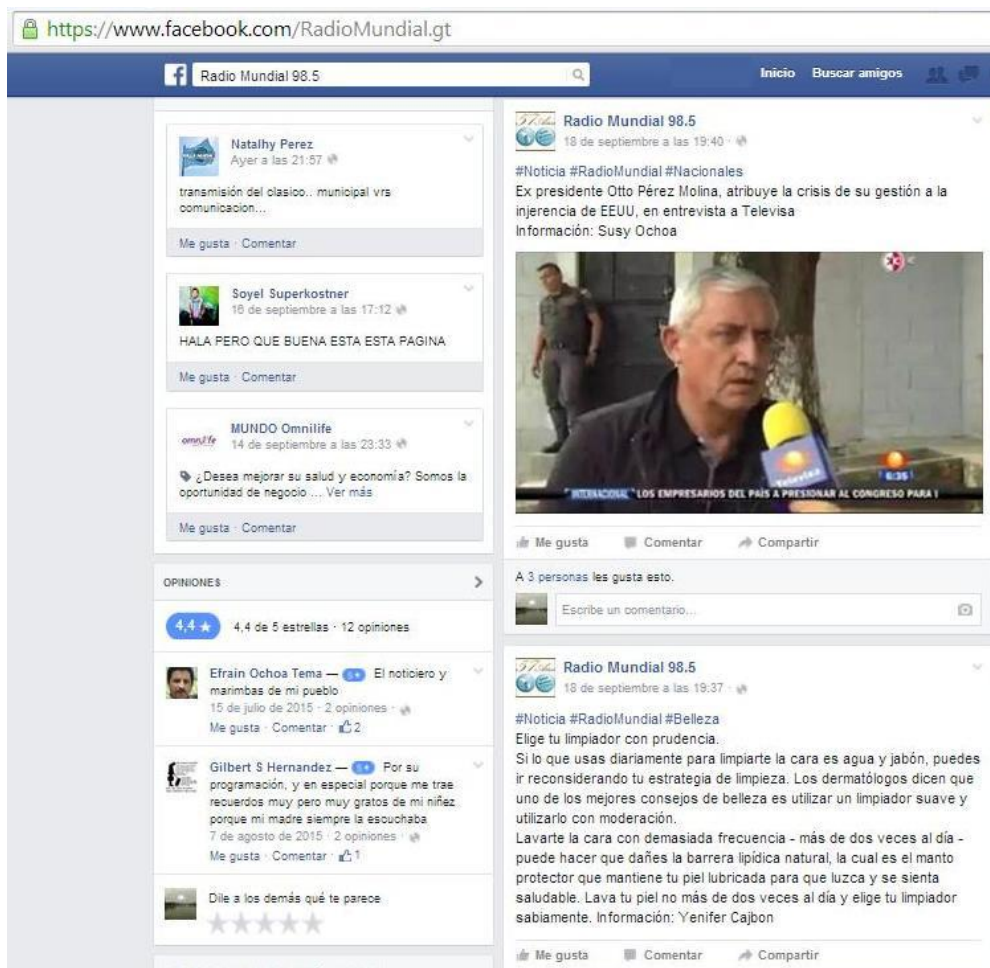 https://www.facebook.com/RadioMundial.gt
Radio Mundial 98.5
Inicio
Buscar amigos
Natalhy Perez
Ayer a las 21:57
transmisión del clasico.. municipal vrs
comunicacion...
Me gusta · Comentar
Soyel Superkostner
16 de septiembre a las 17:12
HALA PERO QUE BUENA ESTA ESTA PAGINA
Me gusta · Comentar
omnilife
MUNDO Omnilife
14 de septiembre a las 23:33
¿Desea mejorar su salud y economía? Somos la
oportunidad de negocio ... Ver más
Me gusta · Comentar
OPINIONES
4,4 ★
4,4 de 5 estrellas · 12 opiniones
Efrain Ochoa Tema — 5★ El noticiero y
marimbas de mi pueblo
15 de julio de 2015 · 2 opiniones ·
Me gusta · Comentar · 2
Gilbert S Hernandez — 5★ Por su
programación, y en especial porque me trae
recuerdos muy pero muy gratos de mi niñez
porque mi madre siempre la escuchaba
7 de agosto de 2015 · 2 opiniones ·
Me gusta · Comentar · 1
Dile a los demás qué te parece
Radio Mundial 98.5
18 de septiembre a las 19:40 ·
#Noticia #RadioMundial #Nacionales
Ex presidente Otto Pérez Molina, atribuye la crisis de su gestión a la
injerencia de EEUU, en entrevista a Televisa
Información: Susy Ochoa
Televisa
6:35
INTERNACIONAL LOS EMPRESARIOS DEL PAÍS A PRESIONAR AL CONGRESO PARA
Me gusta Comentar Compartir
A 3 personas les gusta esto.
Escribe un comentario...
Radio Mundial 98.5
18 de septiembre a las 19:37 ·
#Noticia #RadioMundial #Belleza
Elige tu limpiador con prudencia.
Si lo que usas diariamente para limpiarte la cara es agua y jabón, puedes
ir reconsiderando tu estrategia de limpieza. Los dermatólogos dicen que
uno de los mejores consejos de belleza es utilizar un limpiador suave y
utilizarlo con moderación.
Lavarte la cara con demasiada frecuencia - más de dos veces al día -
puede hacer que dañes la barrera lipídica natural, la cual es el manto
protector que mantiene tu piel lubricada para que luzca y se sienta
saludable. Lava tu piel no más de dos veces al día y elige tu limpiador
sabiamente. Información: Yenifer Cajbon
Me gusta Comentar Compartir